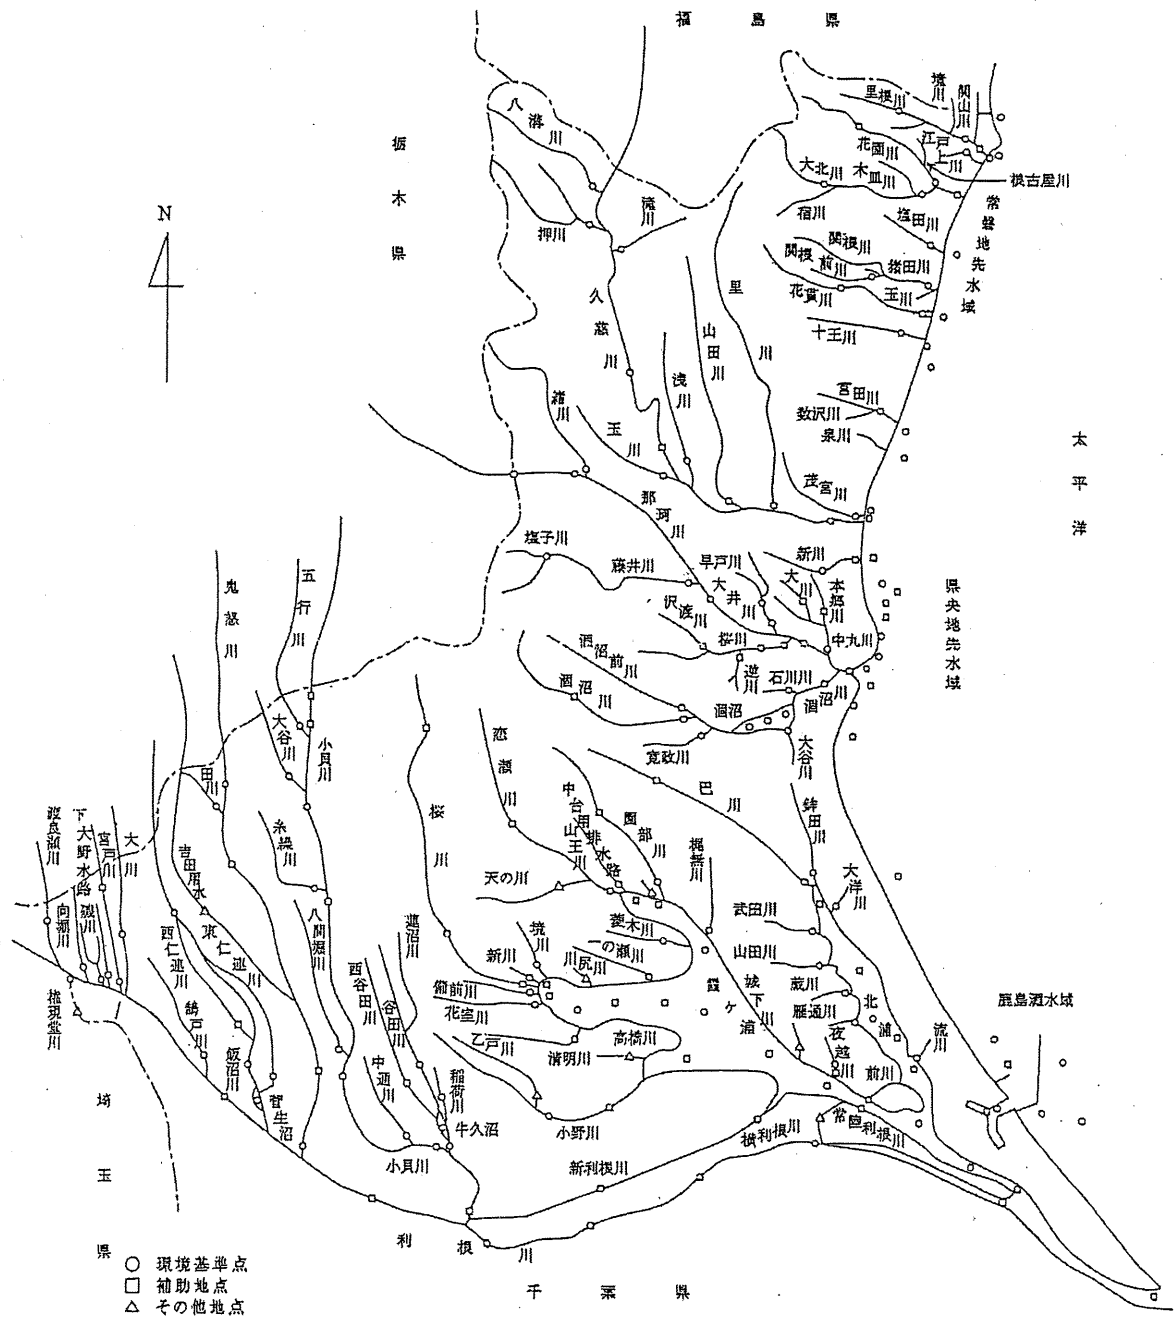 福島県
栃木県
N
八溝川
押川
滝川
久慈川
里根川
境川
関山川
江戸上川
花園川
大北川
木皿川
根古屋川
宿川
塩田川
常磐地先水域
関根川
関根前川
猪田川
花貫川
玉川
十王川
里川
山田川
浅川
緒川
玉川
宮田川
数沢川
泉川
太平洋
茂宮川
那珂川
塩子川
藤井川
早戸川
新川
大井川
大川
本郷川
沢渡川
桜川
中丸川
県央地先水域
涸沼前川
涸沼川
逆川
石川川
涸沼
涸沼川
寛政川
大谷川
鬼怒川
五行川
大谷川
小貝川
田川
恋瀬川
中台用排水路
山王川
園部川
巴川
鉾田川
桜川
糸繰川
渡良瀬川
下大野水路
宮戸川
大川
向堀川
吉田用水
天の川
梶無川
大洋川
武田川
山田川
菱木川
一の瀬川
境川
川尻川
新川
備前川
花室川
蓮沼川
八間堀川
西仁連川
東仁連川
西谷田川
谷田川
霞ヶ浦
城下川
蔵川
雁通川
北浦
夜越川
流川
前川
鹿島灘水域
乙戸川
清明川
高橋川
権現堂川
鵠戸川
飯沼川
菅生沼
中通川
稲荷川
牛久沼
小野川
小貝川
新利根川
横利根川
常陸利根川
埼玉県
利根川
千葉県
○ 環境基準点
□ 補助地点
△ その他地点